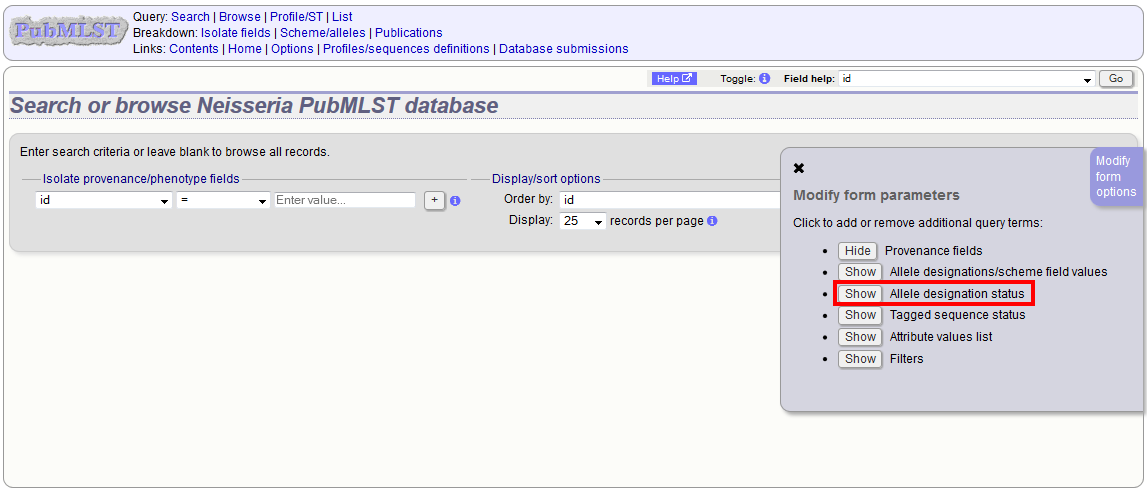 PubMLST
Query: Search | Browse | Profile/ST | List
Breakdown: Isolate fields | Scheme/alleles | Publications
Links: Contents | Home | Options | Profiles/sequences definitions | Database submissions
Help Toggle: i Field help: id Go
Search or browse Neisseria PubMLST database
Enter search criteria or leave blank to browse all records.
Isolate provenance/phenotype fields
id = Enter value... + i
Display/sort options
Order by: id
Display: 25 records per page i
Modify
form
options
Modify form parameters
Click to add or remove additional query terms:
Hide Provenance fields
Show Allele designations/scheme field values
Show Allele designation status
Show Tagged sequence status
Show Attribute values list
Show Filters